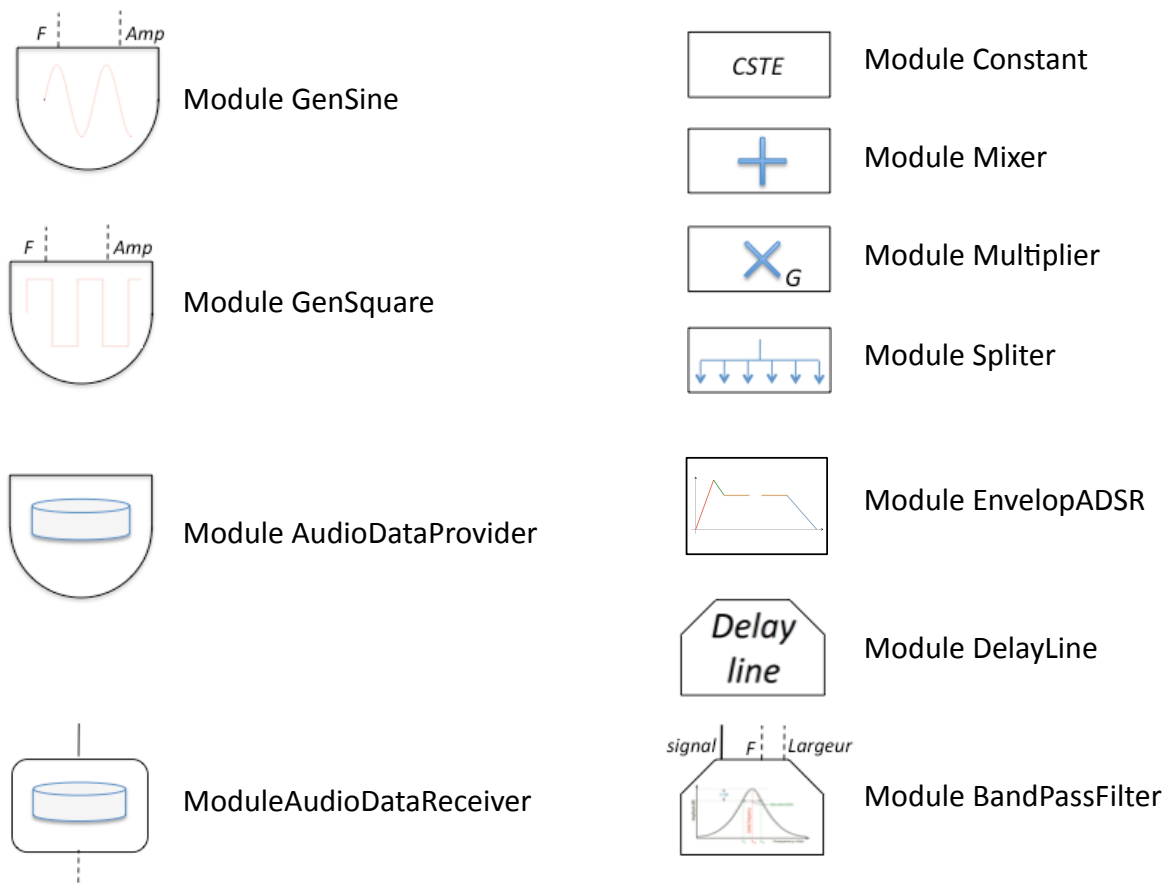 F Amp
Module GenSine
F Amp
Module GenSquare
Module AudioDataProvider
ModuleAudioDataReceiver
CSTE
Module Constant
Module Mixer
G
Module Multiplier
Module Spliter
Module EnvelopADSR
Delay
line
Module DelayLine
signal F Largeur
Module BandPassFilter